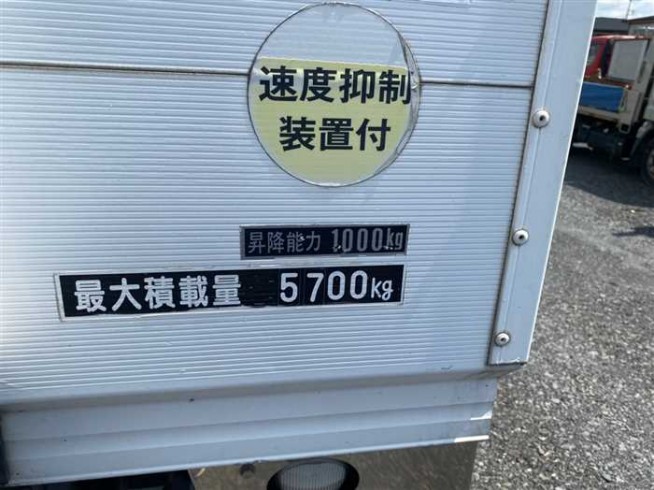 速度抑制
装置付
昇降能力 1000kg
最大積載量 5700kg